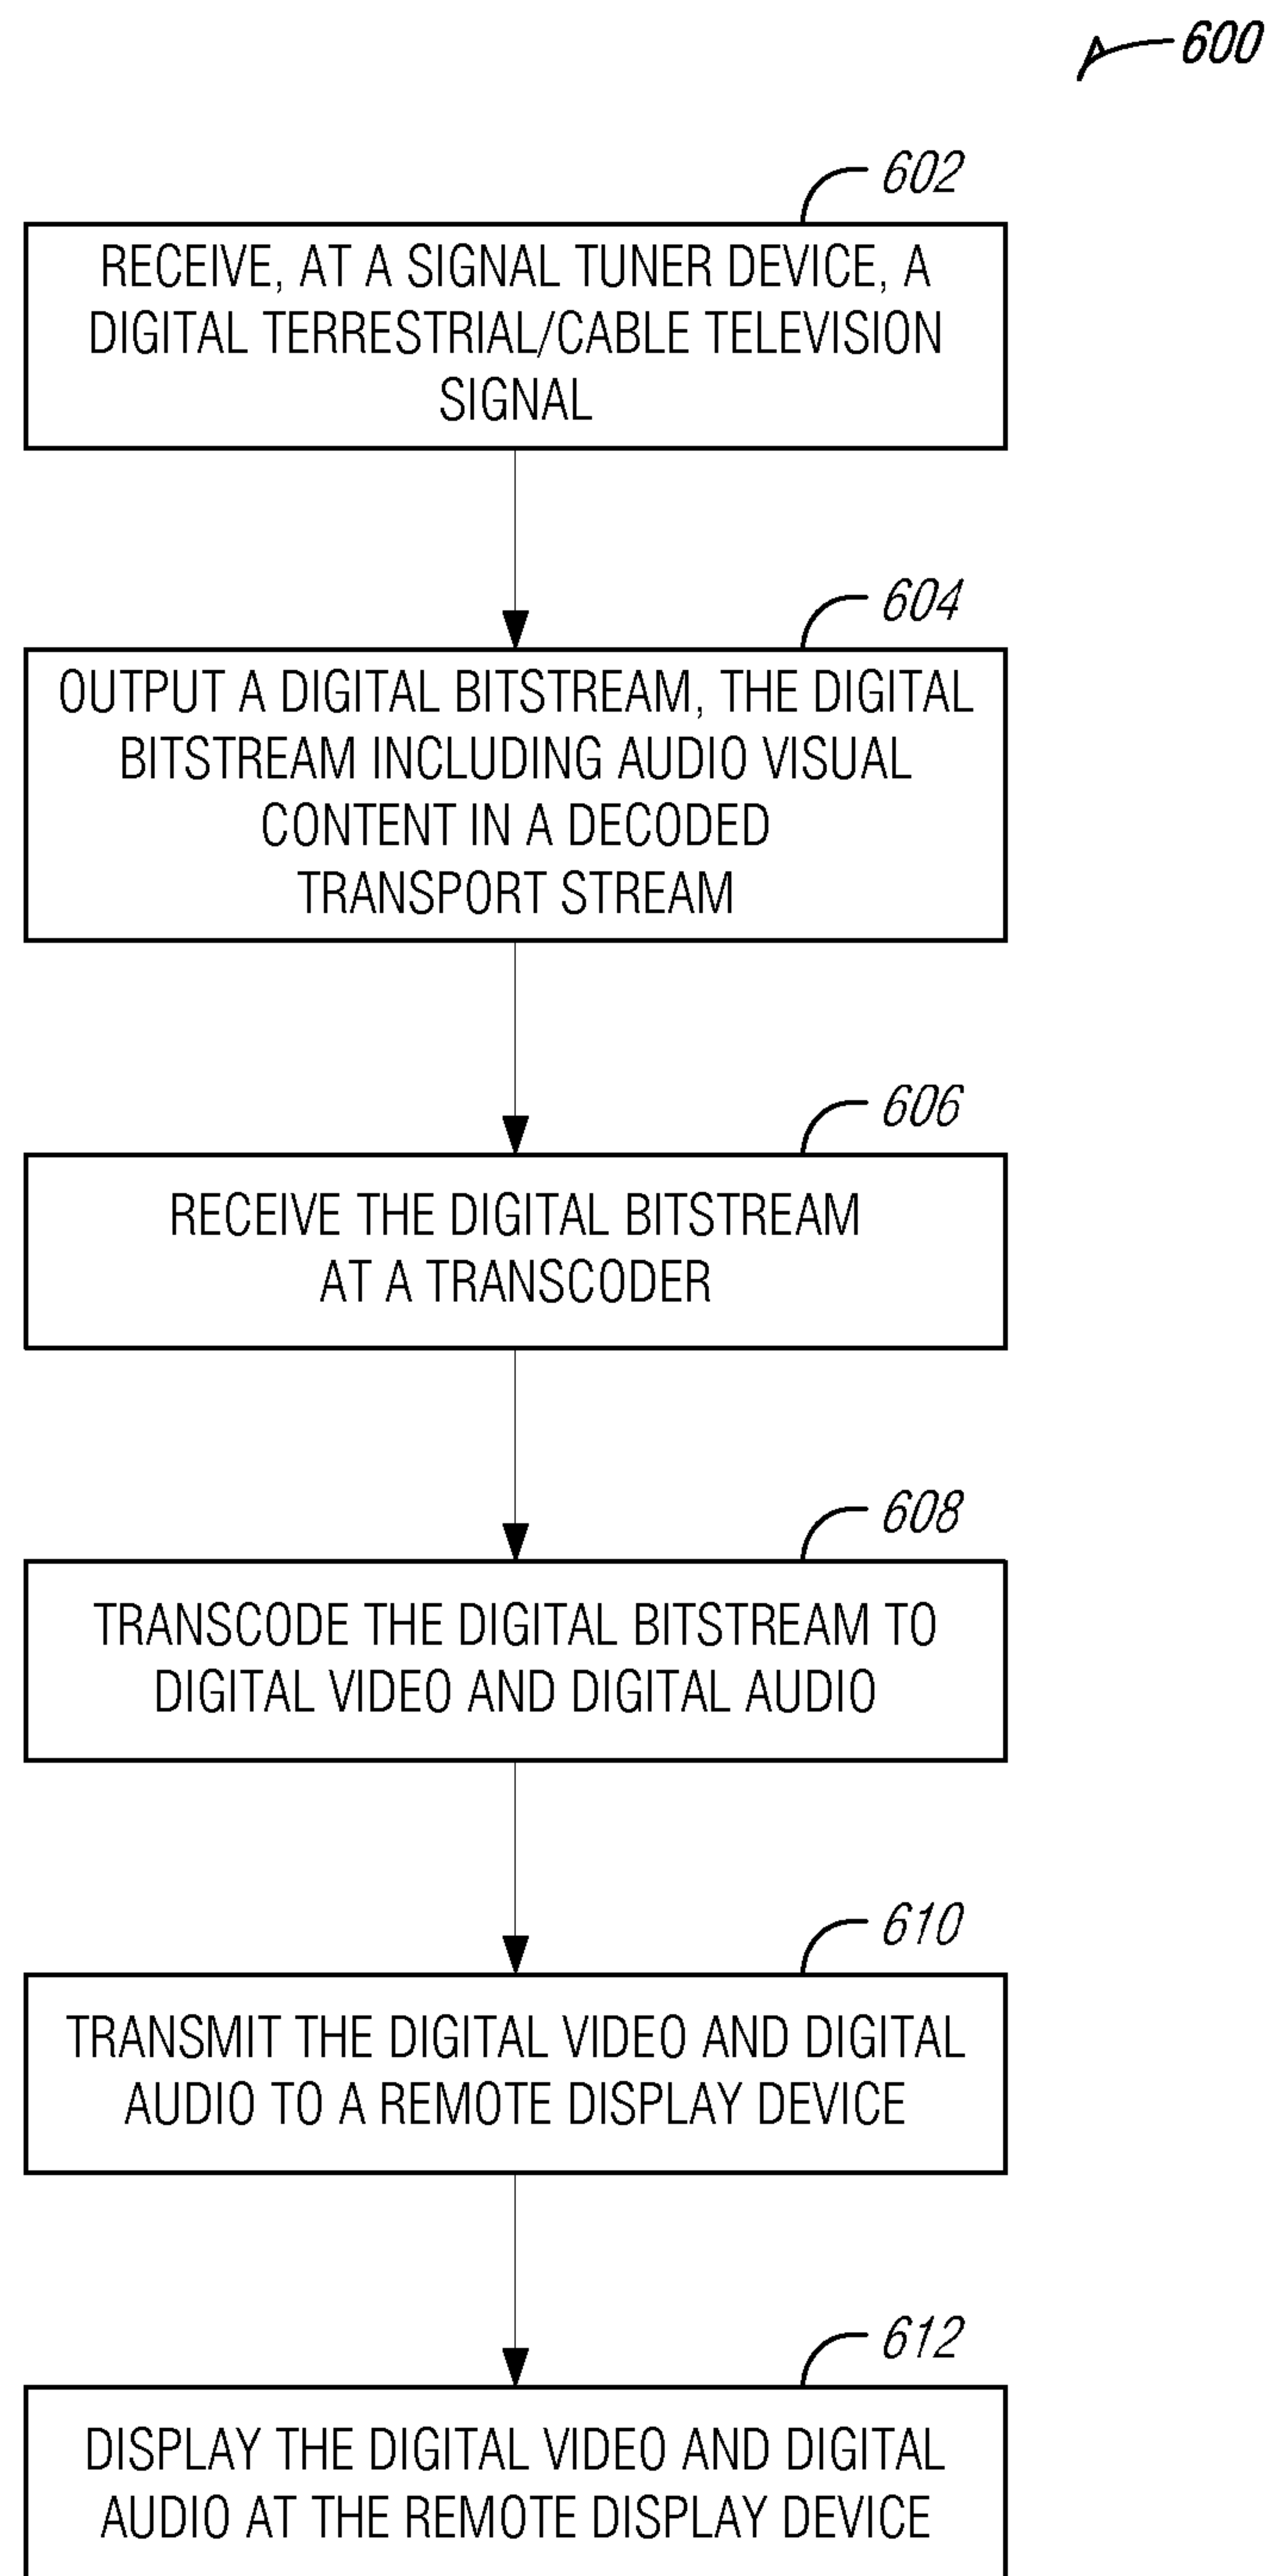 600
602
RECEIVE, AT A SIGNAL TUNER DEVICE, A
DIGITAL TERRESTRIAL/CABLE TELEVISION
SIGNAL
604
OUTPUT A DIGITAL BITSTREAM, THE DIGITAL
BITSTREAM INCLUDING AUDIO VISUAL
CONTENT IN A DECODED
TRANSPORT STREAM
606
RECEIVE THE DIGITAL BITSTREAM
AT A TRANSCODER
608
TRANSCODE THE DIGITAL BITSTREAM TO
DIGITAL VIDEO AND DIGITAL AUDIO
610
TRANSMIT THE DIGITAL VIDEO AND DIGITAL
AUDIO TO A REMOTE DISPLAY DEVICE
612
DISPLAY THE DIGITAL VIDEO AND DIGITAL
AUDIO AT THE REMOTE DISPLAY DEVICE